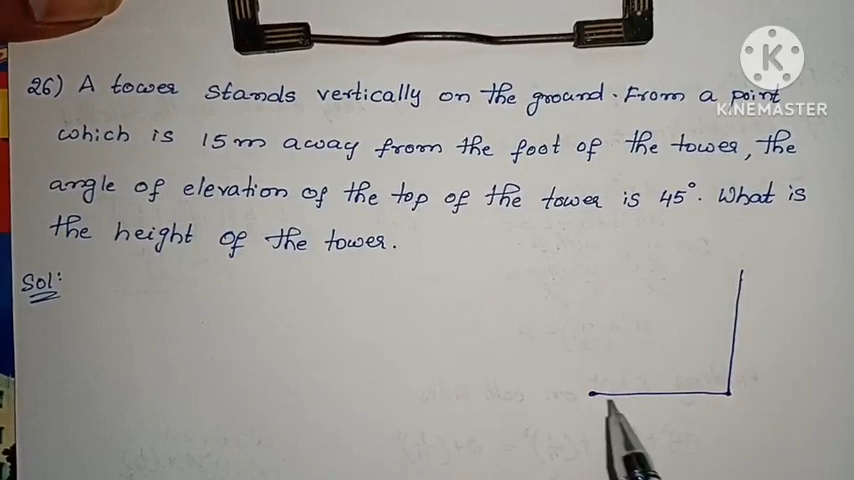 KINEMASTER
26) A tower stands vertically on the ground. From a point
which is 15m away from the foot of the tower, the
angle of elevation of the top of the tower is 45°. What is
the height of the tower.
Sol: